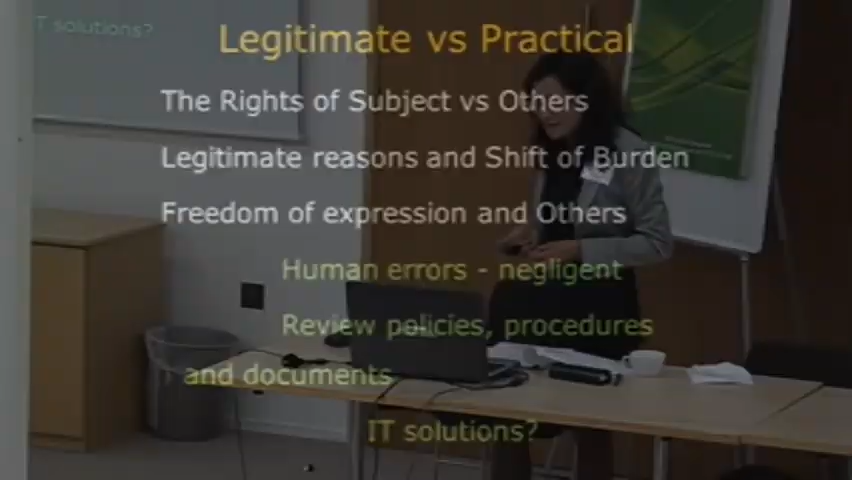 T solutions?
Legitimate vs Practical
The Rights of Subject vs Others
Legitimate reasons and Shift of Burden
Freedom of expression and Others
Human errors - negligent
Review policies, procedures
and documents
IT solutions?